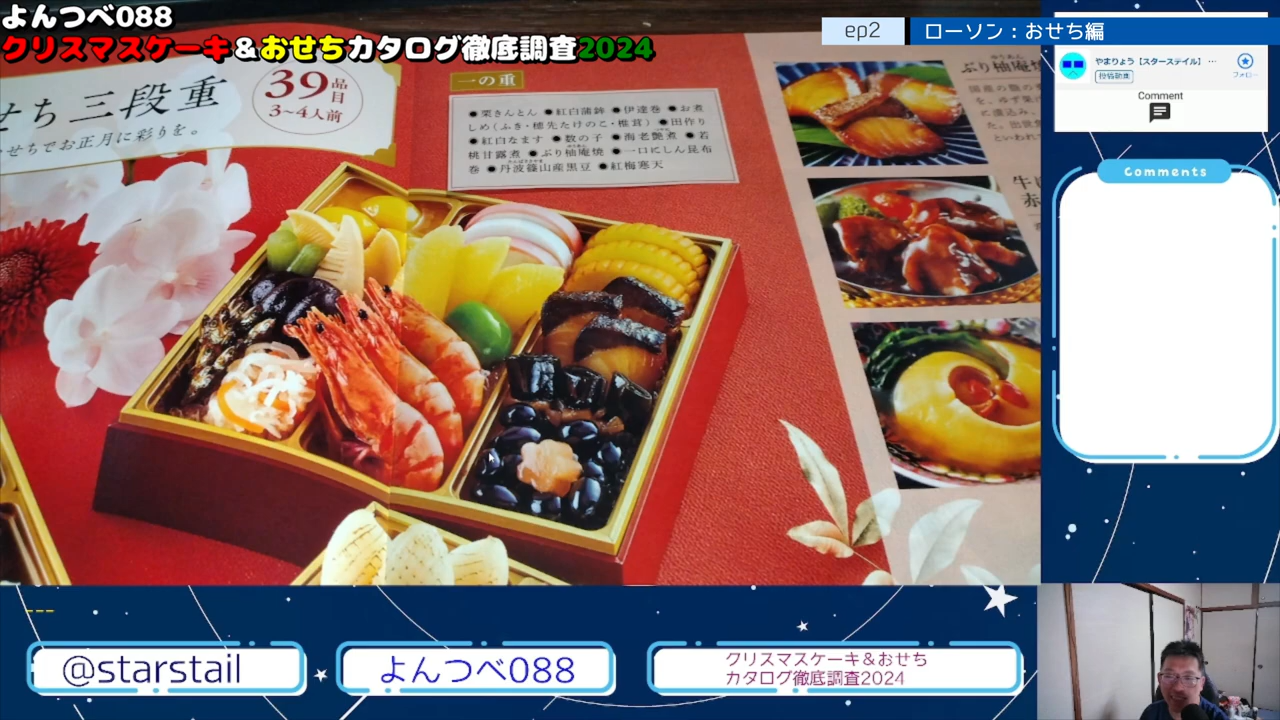 よんつべ088
クリスマスケーキ&おせちカタログ徹底調査2024
ep2
ローソン：おせち編
やまりょう【スターステイル】 …
投稿動画
フォロー
Comment
Comments
せち三段重
39品目
3~4人前
せちでお正月に彩りを。
一の重
●栗きんとん ●紅白蒲鉾 ●伊達巻 ●お煮
しめ(ふき・穂先たけのこ・椎茸) ●田作り
●紅白なます ●数の子 ●海老艶煮 ●若
桃甘露煮 ●ぶり柚庵焼 ●一口にしん昆布
巻 ●丹波篠山産黒豆 ●紅梅寒天
ぶり柚庵焼
---
@starstail
よんつべ088
クリスマスケーキ&おせち
カタログ徹底調査2024